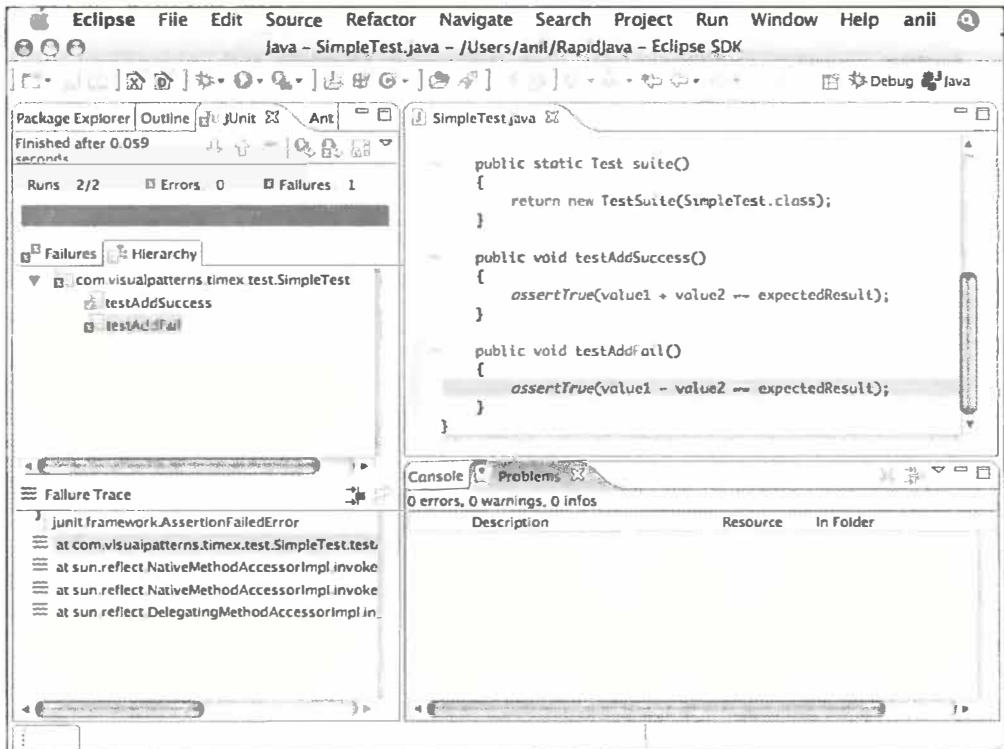 Eclipse File Edit Source Refactor Navigate Search Project Run Window Help anil
Java – SimpleTest.java – /Users/anil/RapidJava – Eclipse SDK
Debug Java
Package Explorer Outline JUnit Ant
Finished after 0.059
seconds
Runs 2/2 Errors 0 Failures 1
Failures Hierarchy
com.visualpatterns.timex.test.SimpleTest
testAddSuccess
testAddFail
SimpleTest.java
public static Test suite()
{
return new TestSuite(SimpleTest.class);
}
public void testAddSuccess()
{
assertTrue(value1 + value2 == expectedResult);
}
public void testAddFail()
{
assertTrue(value1 - value2 == expectedResult);
}
}
Failure Trace
junit.framework.AssertionFailedError
at com.visualpatterns.timex.test.SimpleTest.test
at sun.reflect.NativeMethodAccessorImpl.invoke
at sun.reflect.NativeMethodAccessorImpl.invoke
at sun.reflect.DelegatingMethodAccessorImpl.in
Console Problems
0 errors, 0 warnings, 0 infos
Description Resource In Folder